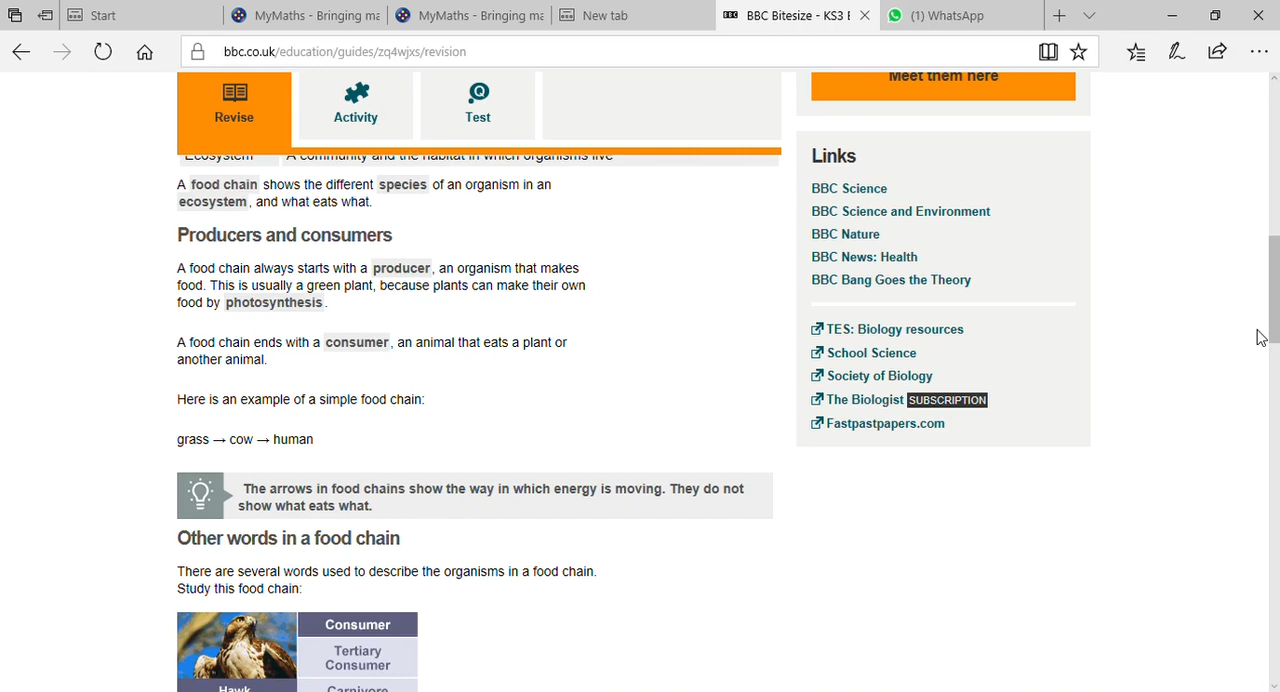 Start
MyMaths - Bringing ma
MyMaths - Bringing ma
New tab
BBC Bitesize - KS3 B
(1) WhatsApp
bbc.co.uk/education/guides/zq4wjxs/revision
Revise
Activity
Test
Ecosystem A community and the habitat in which organisms live
A food chain shows the different species of an organism in an
ecosystem, and what eats what.
Producers and consumers
A food chain always starts with a producer, an organism that makes
food. This is usually a green plant, because plants can make their own
food by photosynthesis.
A food chain ends with a consumer, an animal that eats a plant or
another animal.
Here is an example of a simple food chain:
grass → cow → human
The arrows in food chains show the way in which energy is moving. They do not
show what eats what.
Other words in a food chain
There are several words used to describe the organisms in a food chain.
Study this food chain:
Consumer
Tertiary
Consumer
Hawk
Carnivore
Meet them here
Links
BBC Science
BBC Science and Environment
BBC Nature
BBC News: Health
BBC Bang Goes the Theory
TES: Biology resources
School Science
Society of Biology
The Biologist SUBSCRIPTION
Fastpastpapers.com